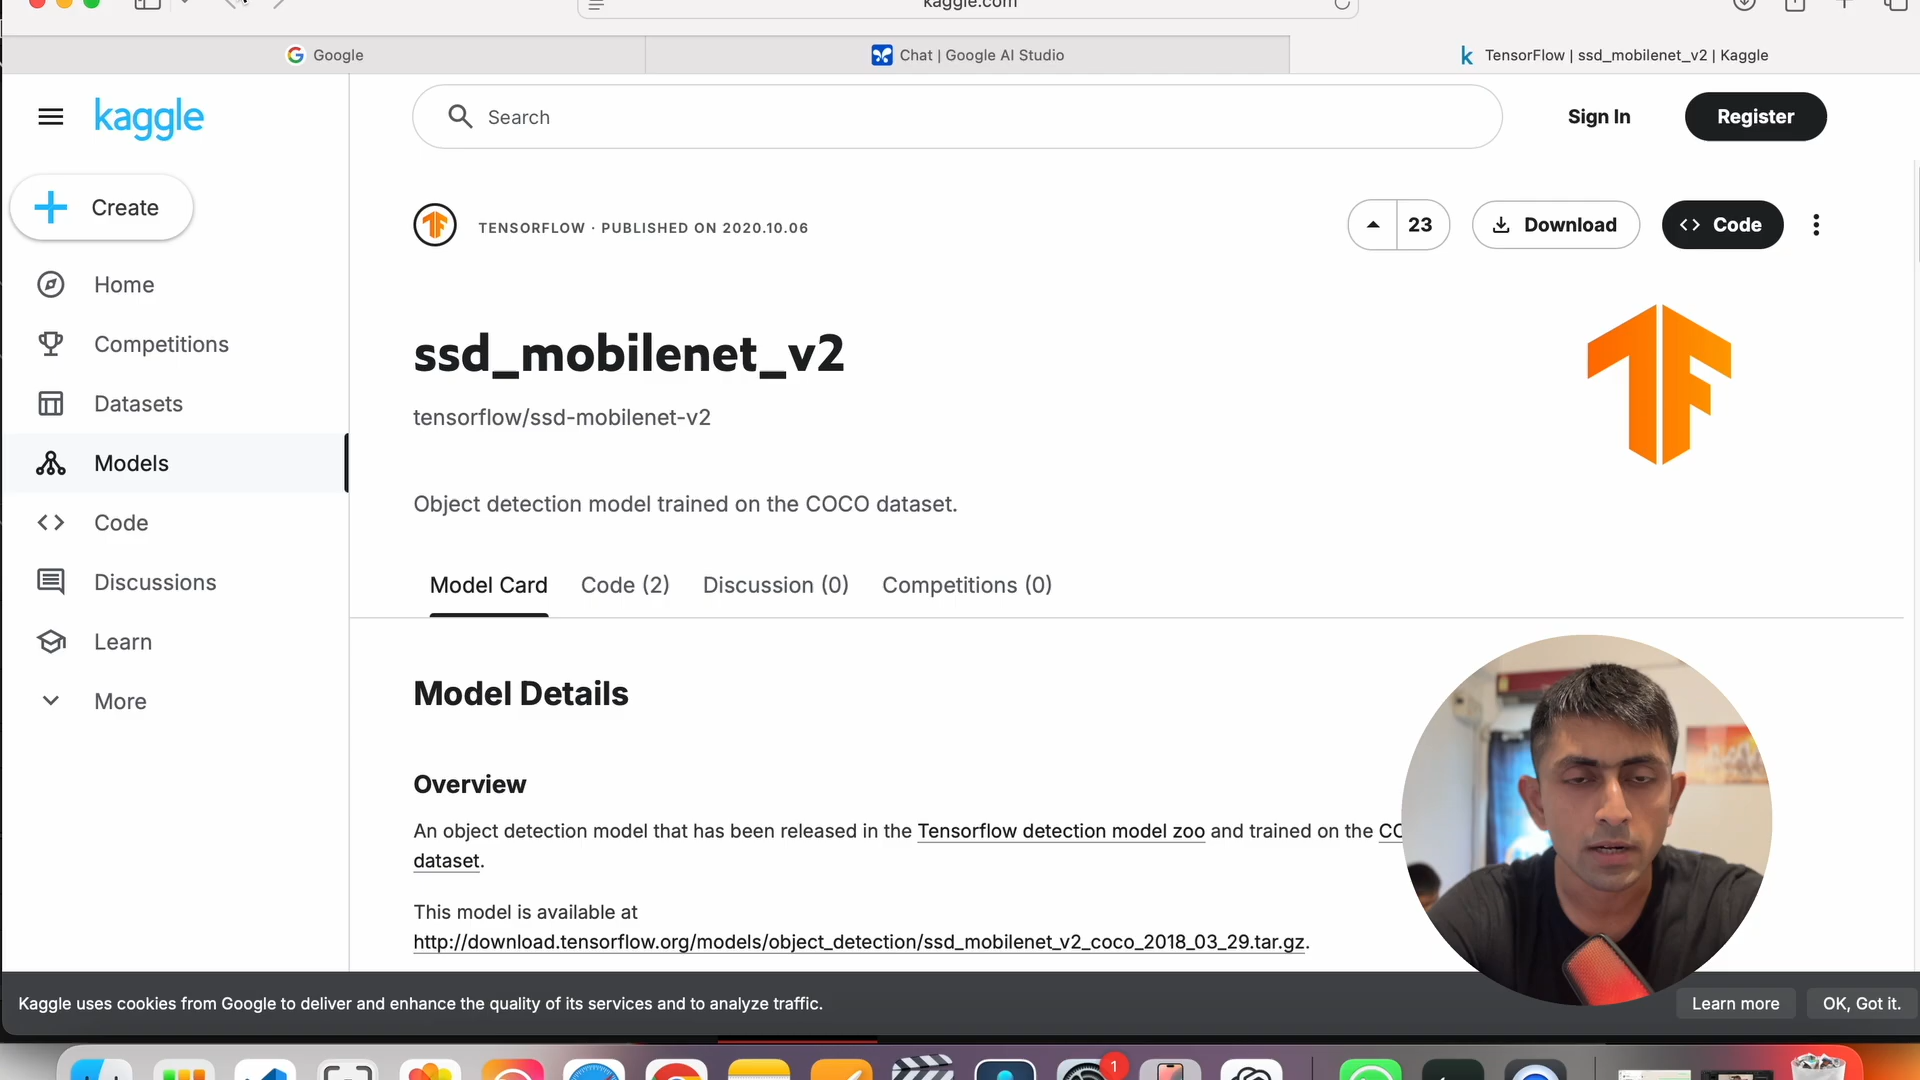 kaggle.com
Google
Chat | Google AI Studio
TensorFlow | ssd_mobilenet_v2 | Kaggle
kaggle
Search
Sign In
Register
Create
TENSORFLOW · PUBLISHED ON 2020.10.06
23
Download
Code
Home
Competitions
Datasets
Models
Code
Discussions
Learn
More
ssd_mobilenet_v2
tensorflow/ssd-mobilenet-v2
Object detection model trained on the COCO dataset.
Model Card
Code (2)
Discussion (0)
Competitions (0)
Model Details
Overview
An object detection model that has been released in the Tensorflow detection model zoo and trained on the
dataset.
This model is available at
http://download.tensorflow.org/models/object_detection/ssd_mobilenet_v2_coco_2018_03_29.tar.gz.
Kaggle uses cookies from Google to deliver and enhance the quality of its services and to analyze traffic.
Learn more
OK, Got it.
1